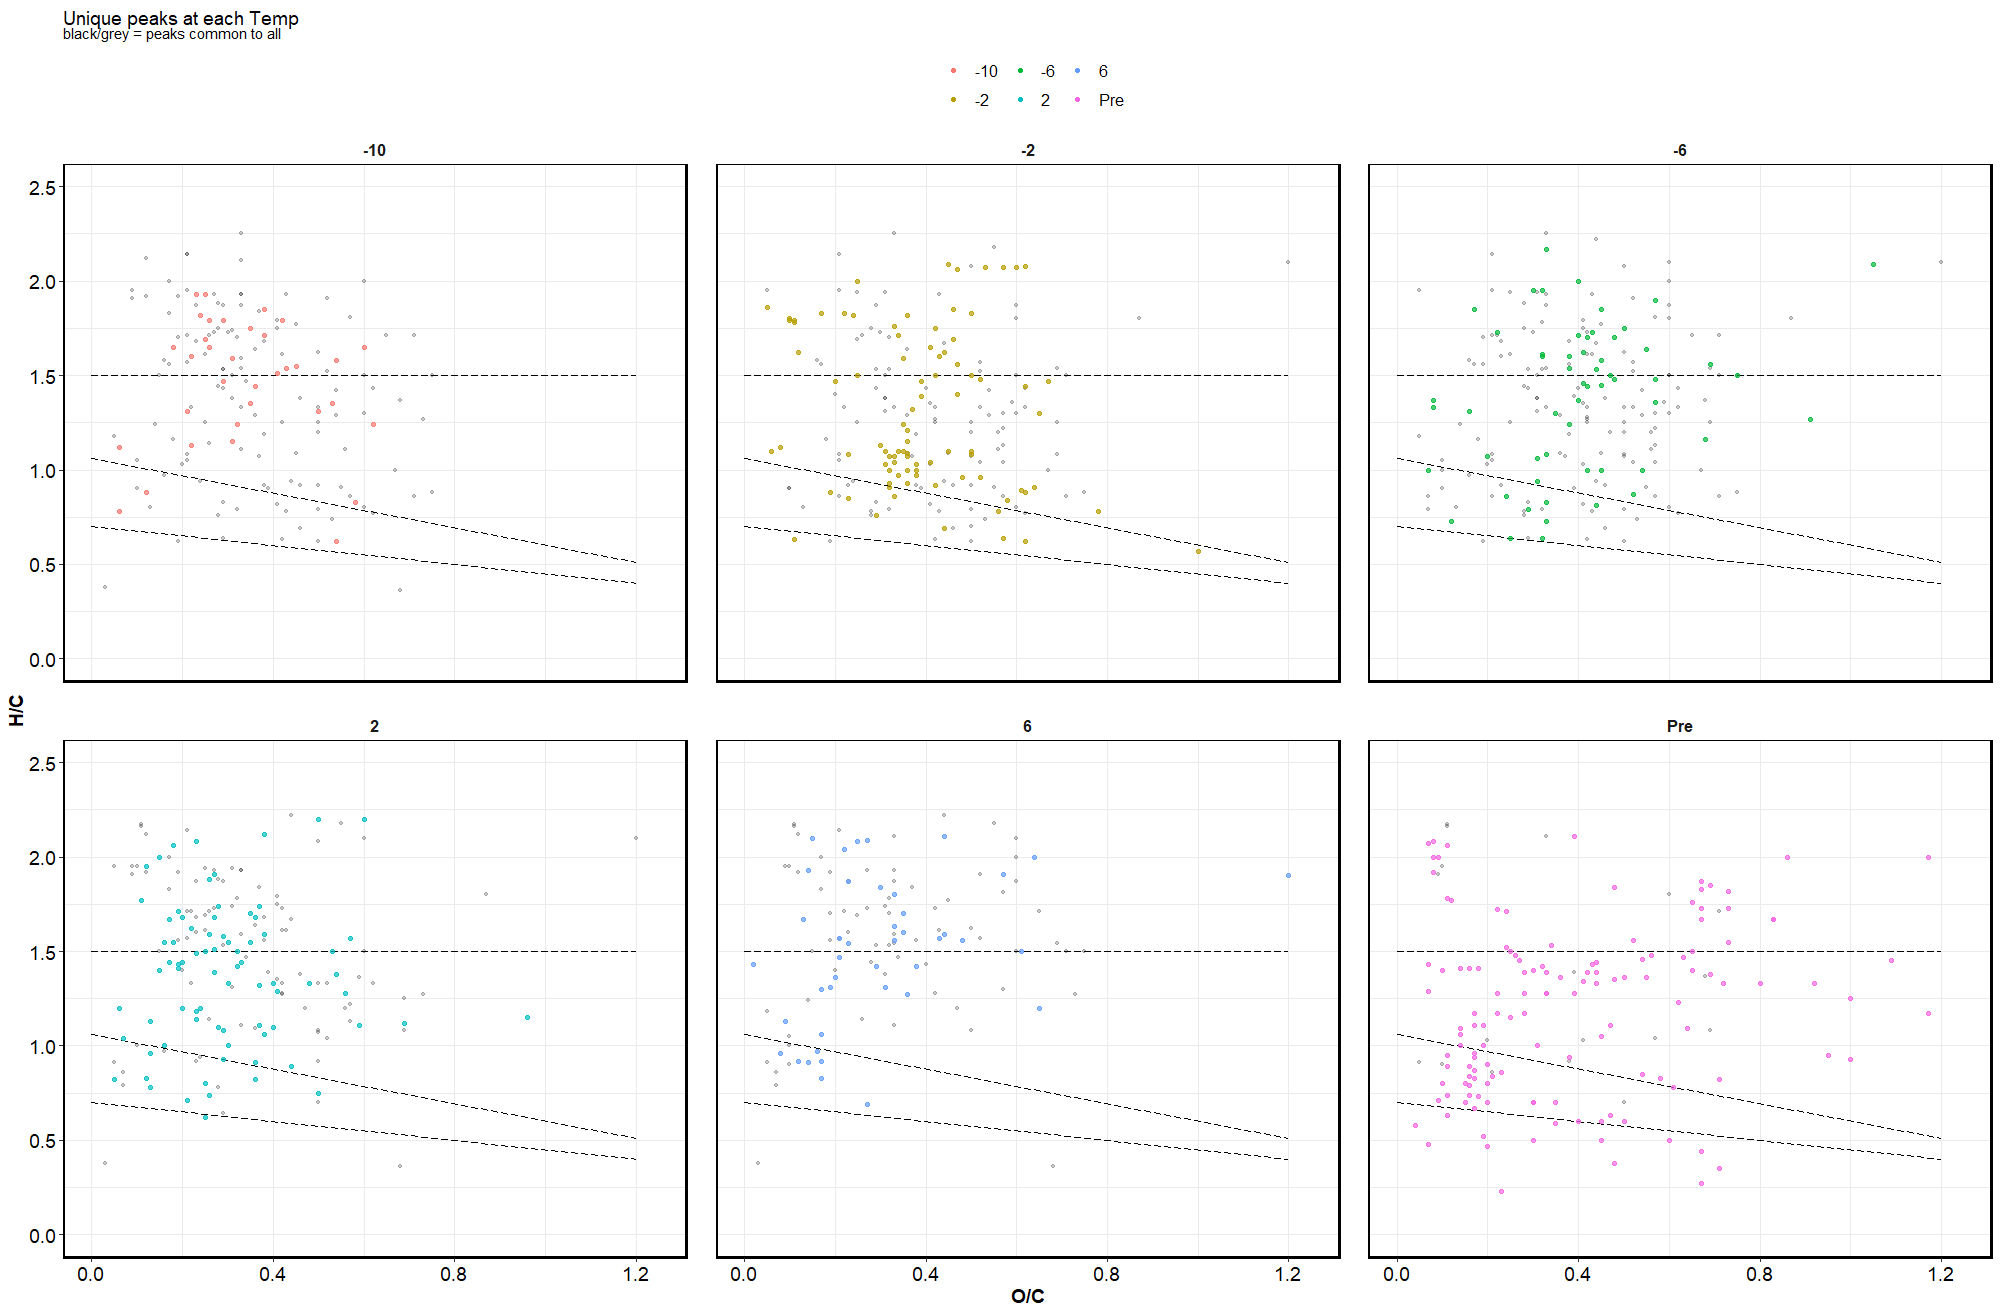 Unique peaks at each Temp
black/grey = peaks common to all
-10 -6 6
-2 2 Pre
-10 -2 -6
2.5
2.0
1.5
1.0
0.5
0.0
H/C
2 6 Pre
2.5
2.0
1.5
1.0
0.5
0.0
0.0 0.4 0.8 1.2 0.0 0.4 0.8 1.2 0.0 0.4 0.8 1.2
O/C